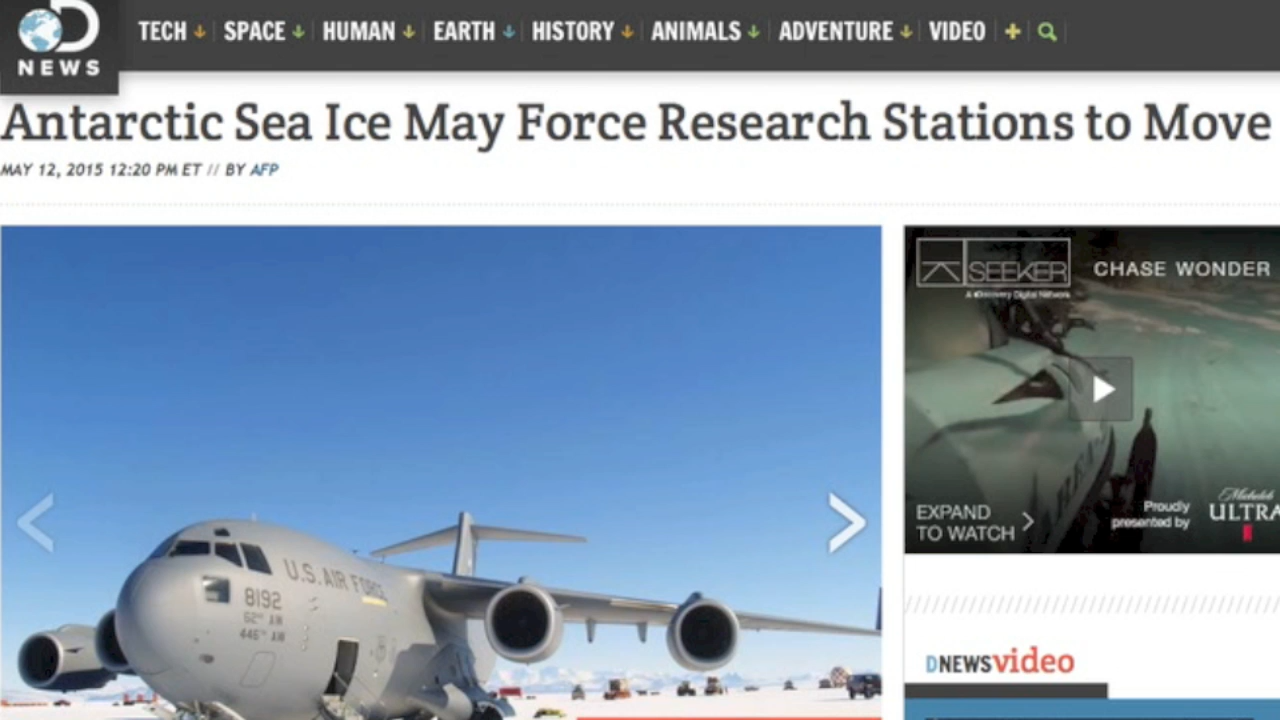 NEWS
TECH SPACE HUMAN EARTH HISTORY ANIMALS ADVENTURE VIDEO
Antarctic Sea Ice May Force Research Stations to Move
MAY 12, 2015 12:20 PM ET // BY AFP
SEEKER
A Discovery Digital Network
CHASE WONDER
EXPAND
TO WATCH
Proudly
presented by
Michelob
ULTRA
U.S. AIR FORCE
8192
62ND AW
446TH AW
DNEWSvideo